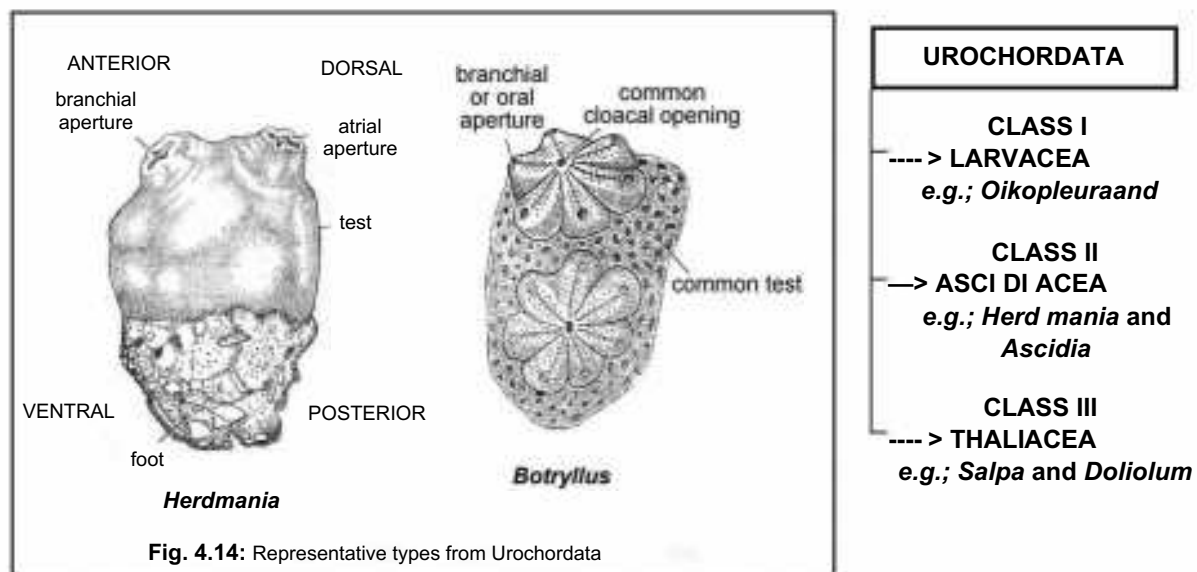 ANTERIOR
DORSAL
branchial
aperture
atrial
aperture
test
VENTRAL
POSTERIOR
foot
Herdmania
branchial
or oral
aperture
common
cloacal opening
common test
Botryllus
Fig. 4.14: Representative types from Urochordata
UROCHORDATA
CLASS I
---- > LARVACEA
e.g.; Oikopleuraand
CLASS II
—> ASCI DI ACEA
e.g.; Herd mania and
Ascidia
CLASS III
---- > THALIACEA
e.g.; Salpa and Doliolum